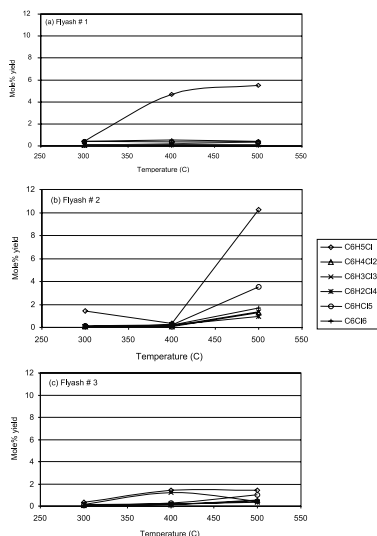 (a) Flyash # 1
12
10
8
6
4
2
0
Mole% yield
250 300 350 400 450 500 550
Temperature (C)
(b) Flyash # 2
12
10
8
6
4
2
0
Mole% yield
250 300 350 400 450 500 550
Temperature (C)
C6H5Cl
C6H4Cl2
C6H3Cl3
C6H2Cl4
C6HCl5
C6Cl6
(c) Flyash # 3
12
10
8
6
4
2
0
Mole% yield
250 300 350 400 450 500 550
Temperature (C)